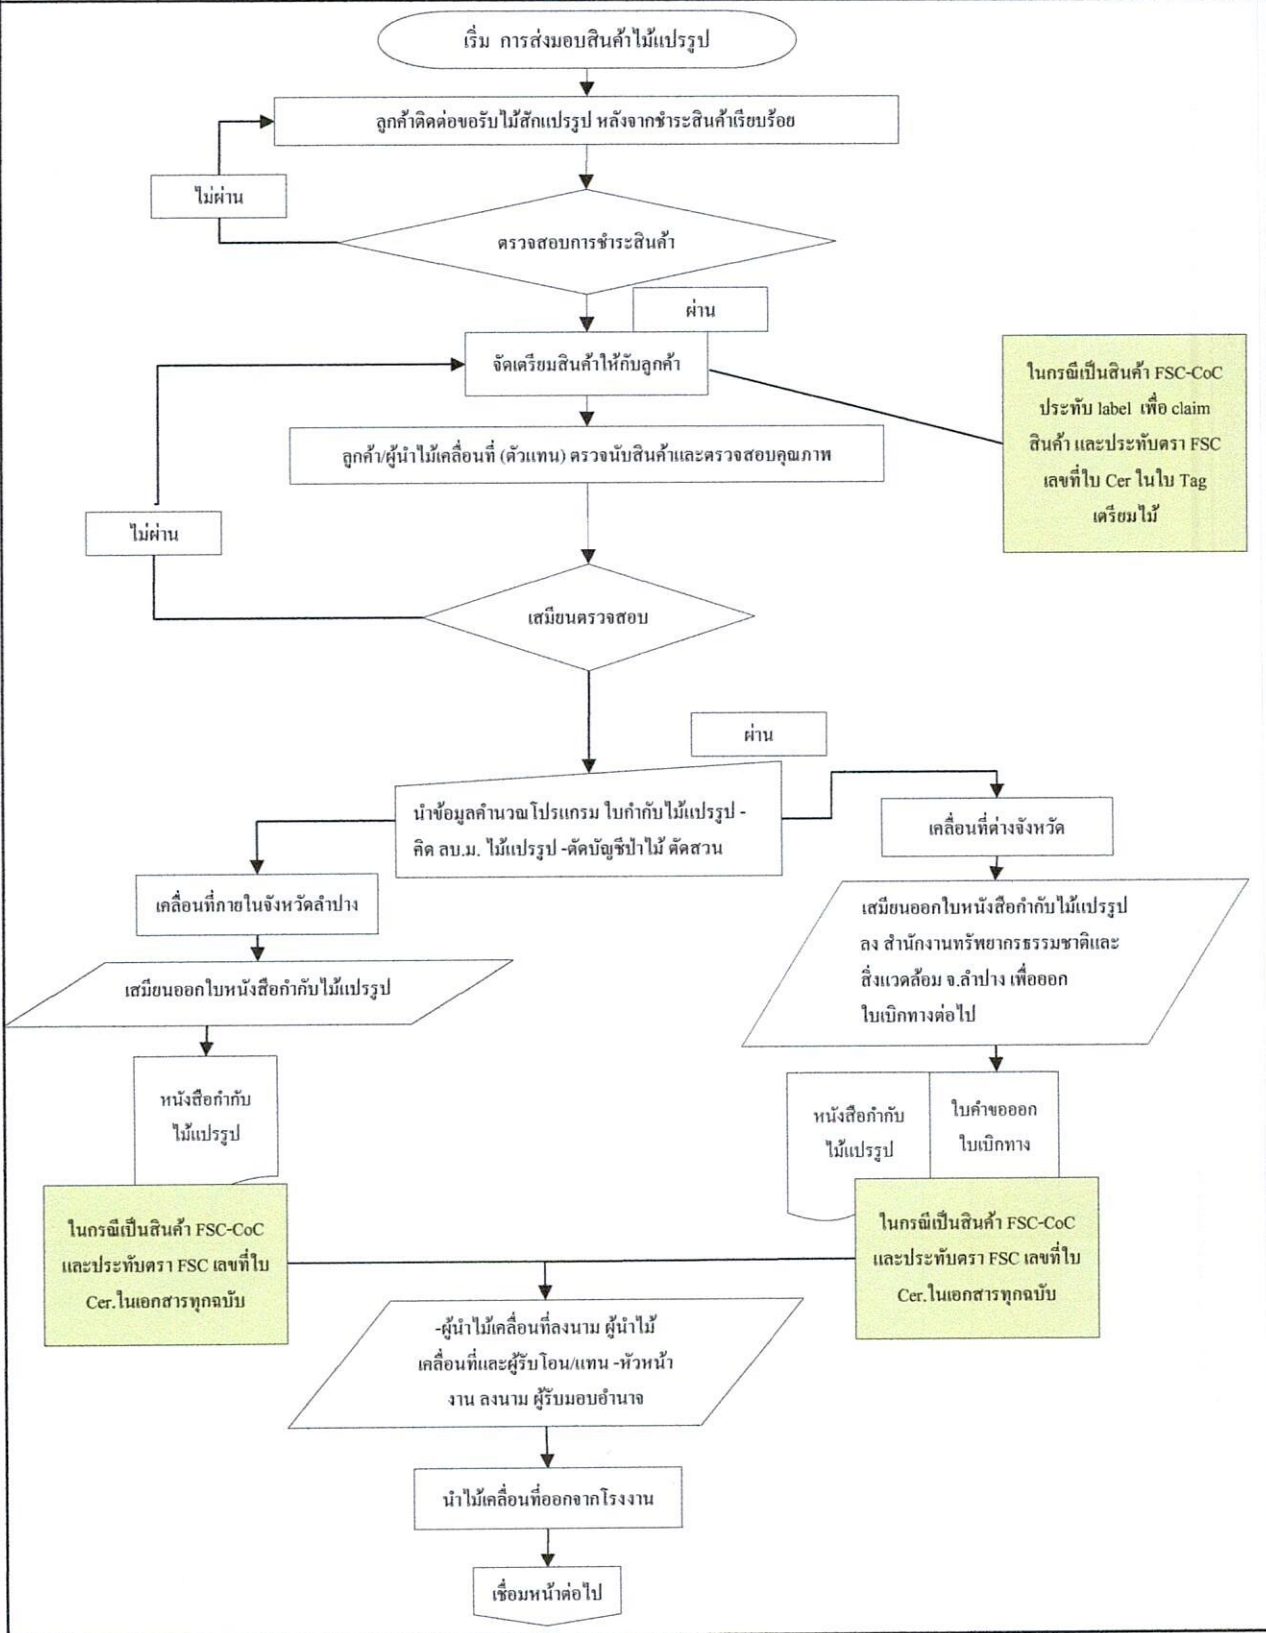 เริ่ม การส่งมอบสินค้าไม้แปรรูป
ลูกค้าติดต่อขอรับไม้สักแปรรูป หลังจากชำระสินค้าเรียบร้อย
ไม่ผ่าน
ตรวจสอบการชำระสินค้า
ผ่าน
จัดเตรียมสินค้าให้กับลูกค้า
ในกรณีเป็นสินค้า FSC-CoC
ประทับ label เพื่อ claim
สินค้า และประทับตรา FSC
เลขที่ใบ Cer ในใบ Tag
เตรียมไม้
ลูกค้า/ผู้นำไม้เคลื่อนที่ (ตัวแทน) ตรวจนับสินค้าและตรวจสอบคุณภาพ
ไม่ผ่าน
เสมียนตรวจสอบ
ผ่าน
นำข้อมูลคำนวณโปรแกรม ใบกำกับไม้แปรรูป -
คิด ลบ.ม. ไม้แปรรูป -ตัดบัญชีป่าไม้ ตัดสวน
เคลื่อนที่ภายในจังหวัดลำปาง
เสมียนออกใบหนังสือกำกับไม้แปรรูป
หนังสือกำกับ
ไม้แปรรูป
ในกรณีเป็นสินค้า FSC-CoC
และประทับตรา FSC เลขที่ใบ
Cer.ในเอกสารทุกฉบับ
เคลื่อนที่ต่างจังหวัด
เสมียนออกใบหนังสือกำกับไม้แปรรูป
ลง สำนักงานทรัพยากรธรรมชาติและ
สิ่งแวดล้อม จ.ลำปาง เพื่อออก
ใบเบิกทางต่อไป
หนังสือกำกับ
ไม้แปรรูป
ใบคำขอออก
ใบเบิกทาง
ในกรณีเป็นสินค้า FSC-CoC
และประทับตรา FSC เลขที่ใบ
Cer.ในเอกสารทุกฉบับ
-ผู้นำไม้เคลื่อนที่ลงนาม ผู้นำไม้
เคลื่อนที่และผู้รับโอน/แทน -หัวหน้า
งาน ลงนาม ผู้รับมอบอำนาจ
นำไม้เคลื่อนที่ออกจากโรงงาน
เชื่อมหน้าต่อไป